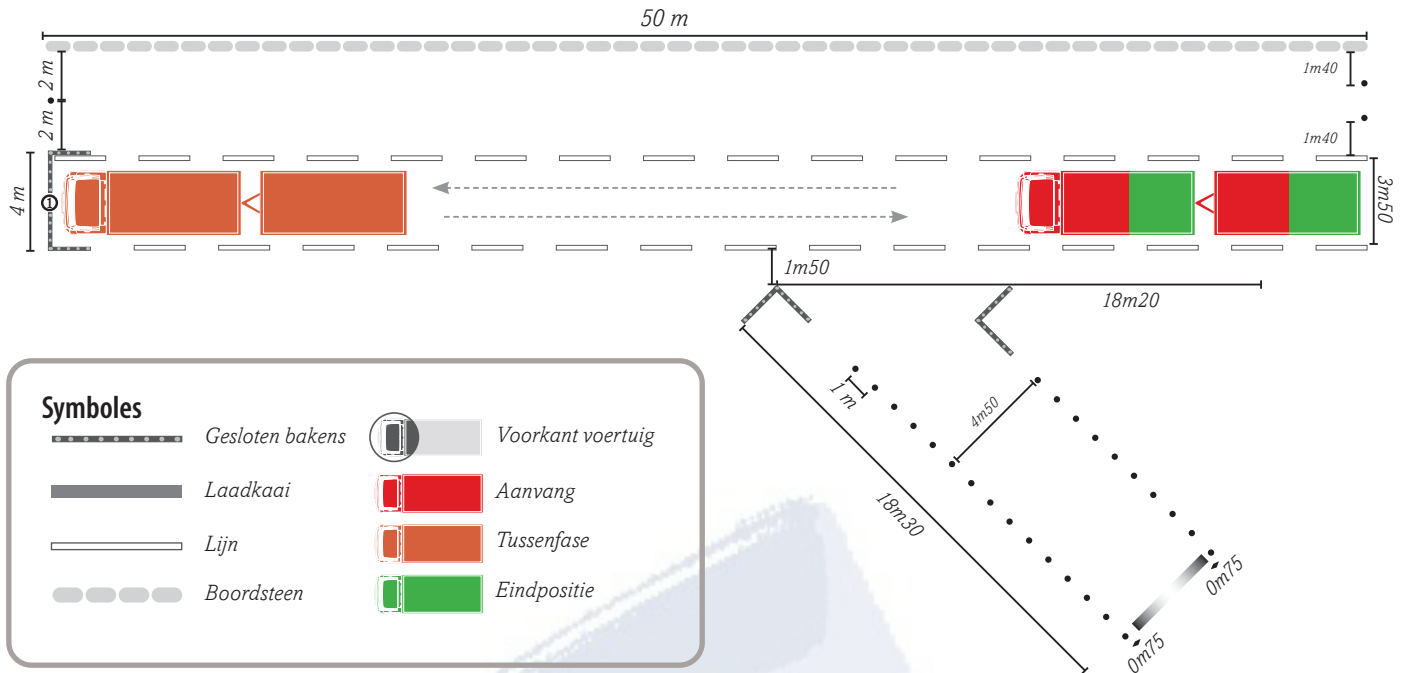 50 m
2 m
2 m
1m40
1m40
4 m
1
3m50
1m50
18m20
1 m
4m50
18m30
0m75
0m75
Symboles
Gesloten bakens
Voorkant voertuig
Laadkaai
Aanvang
Lijn
Tussenfase
Boordsteen
Eindpositie